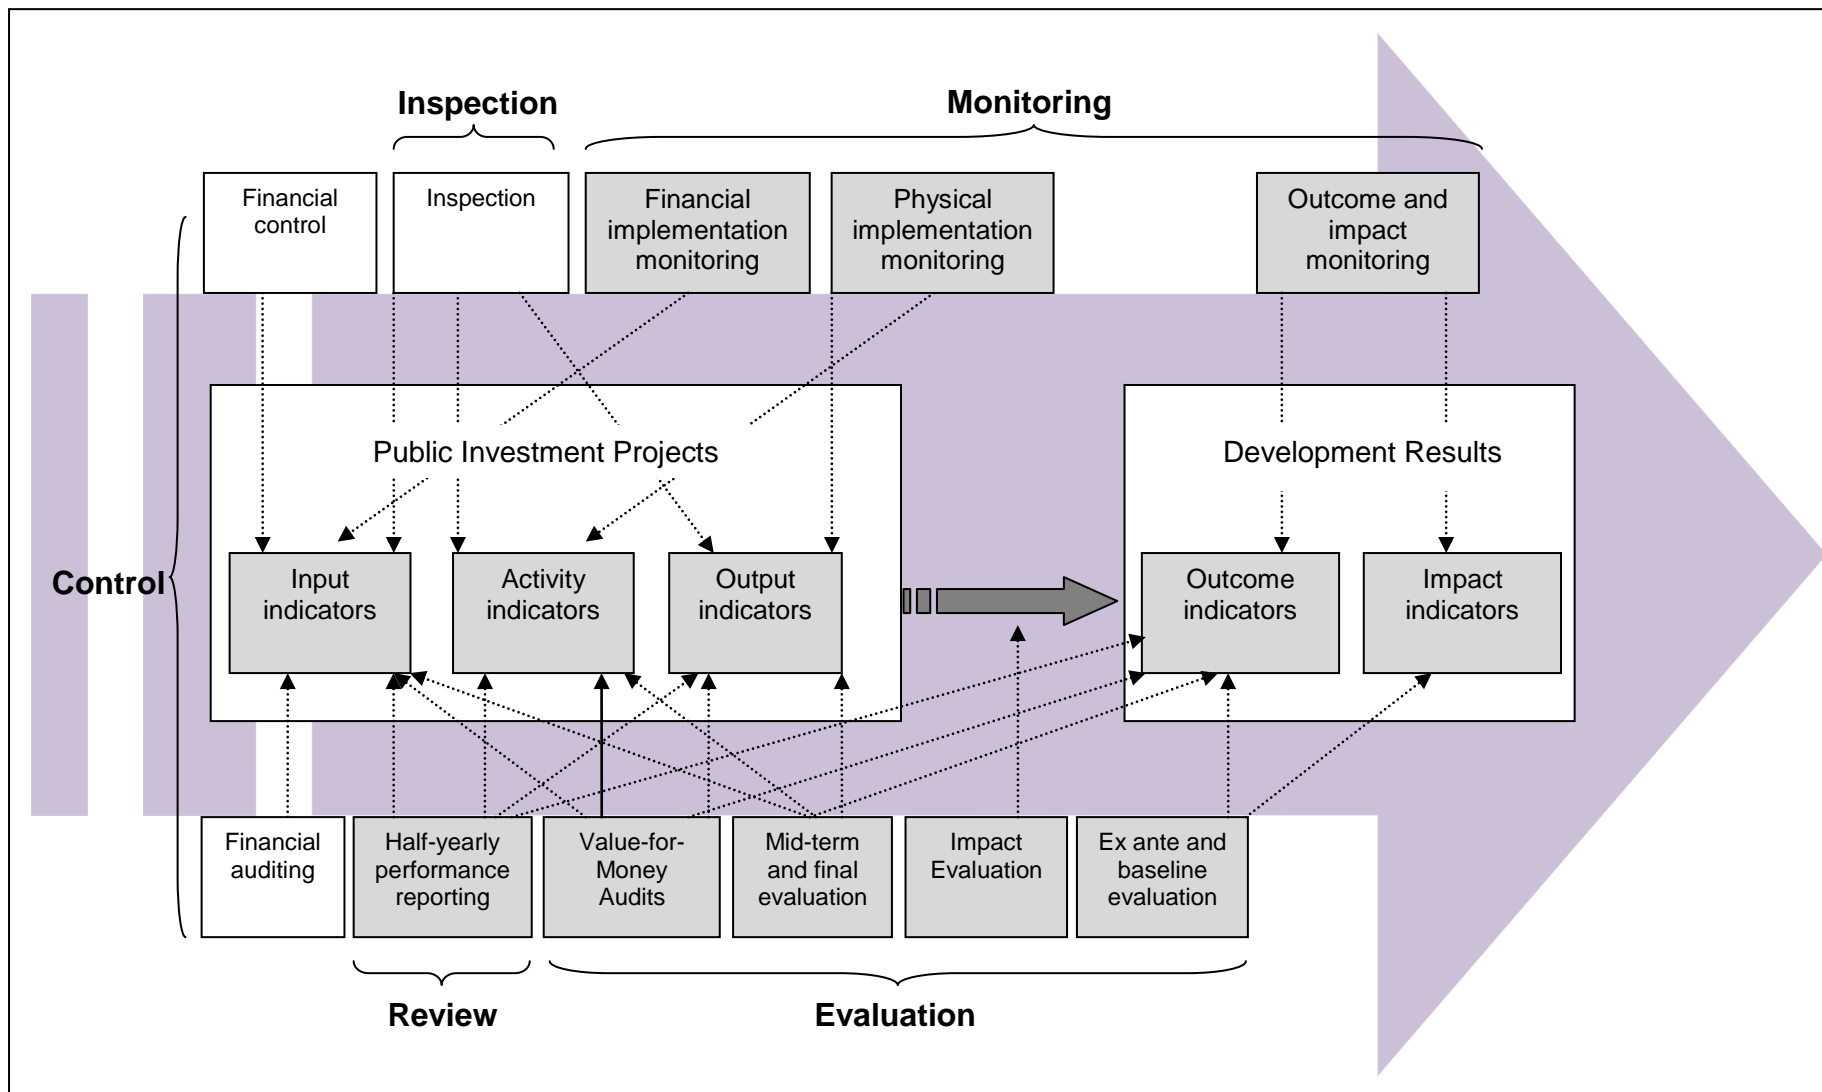 Inspection
Monitoring
Financial
control
Inspection
Financial
implementation
monitoring
Physical
implementation
monitoring
Outcome and
impact
monitoring
Public Investment Projects
Development Results
Control
Input
indicators
Activity
indicators
Output
indicators
Outcome
indicators
Impact
indicators
Financial
auditing
Half-yearly
performance
reporting
Value-for-
Money
Audits
Mid-term
and final
evaluation
Impact
Evaluation
Ex ante and
baseline
evaluation
Review
Evaluation